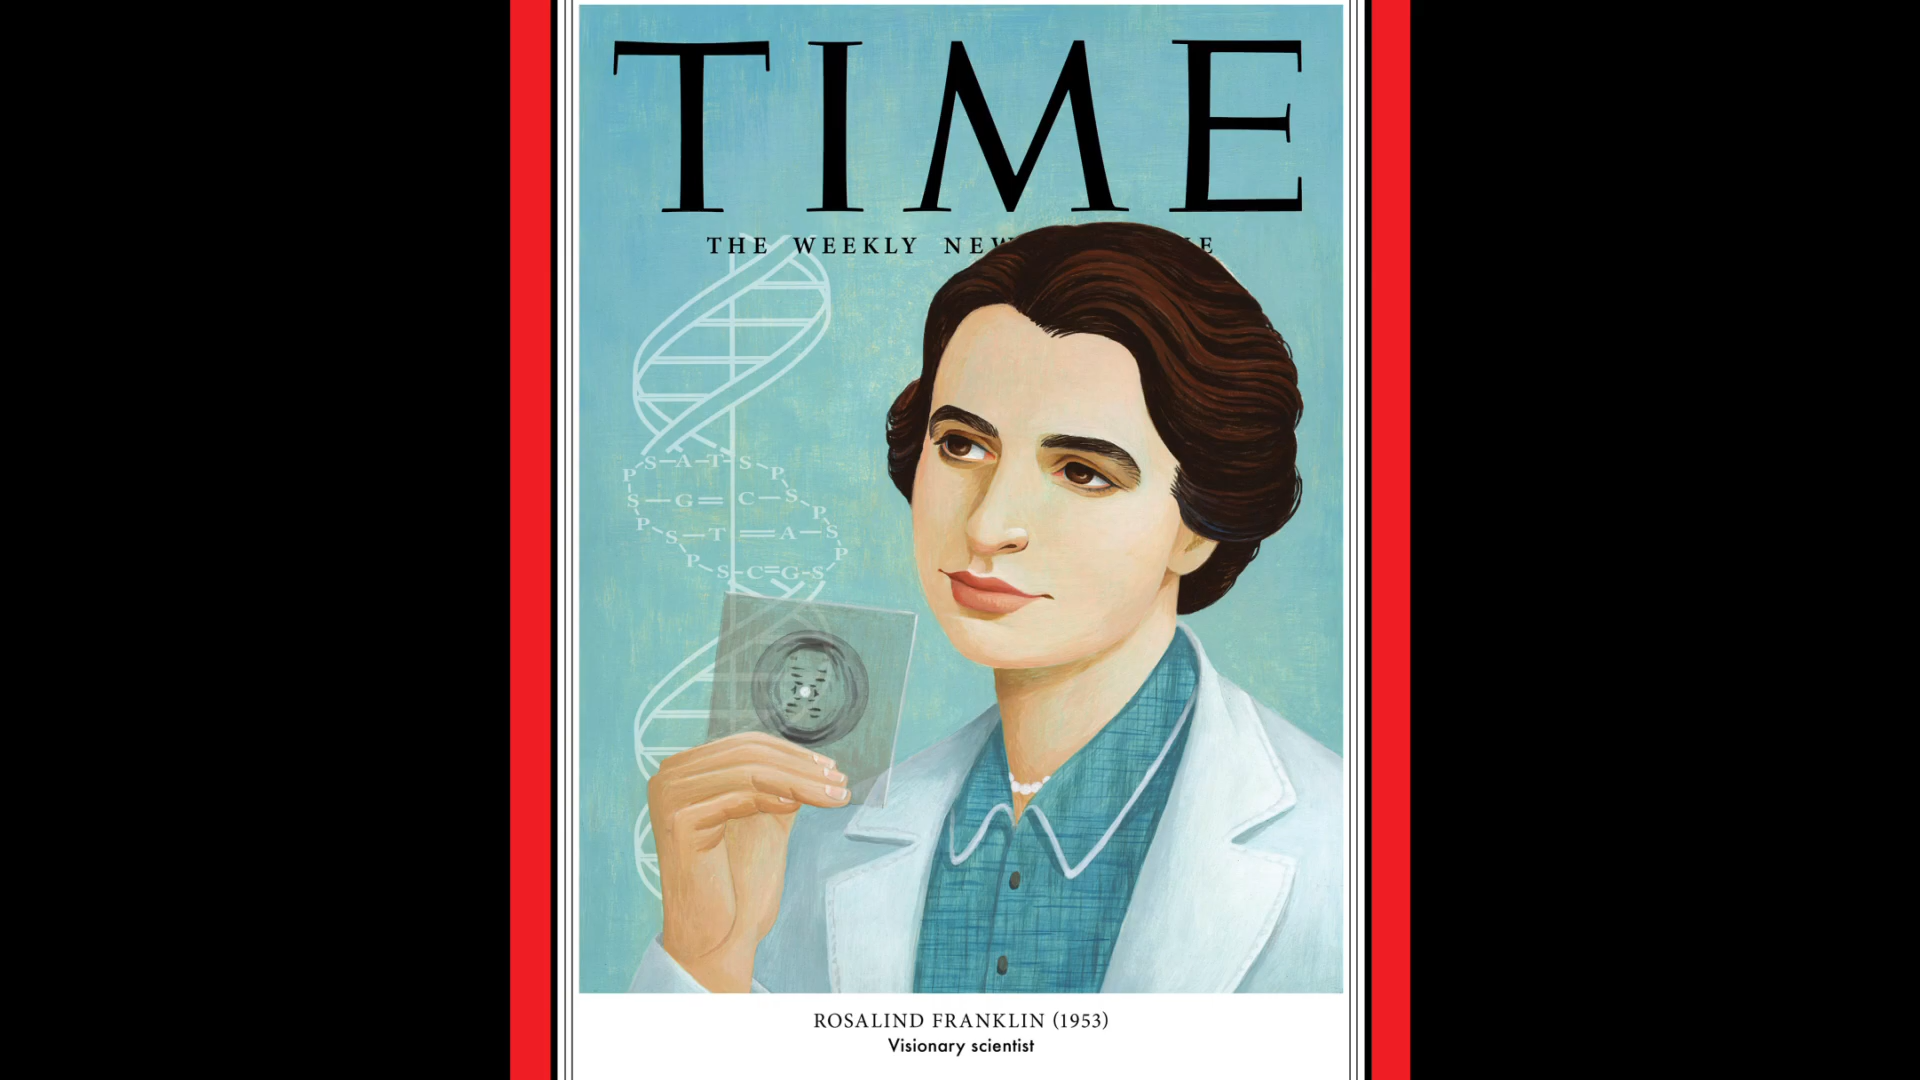 TIME
THE WEEKLY
P S-A-T-S P
S-G= C-S
P P
S-T=A-S
P P
P S-C=G-S
ROSALIND FRANKLIN (1953)
Visionary scientist